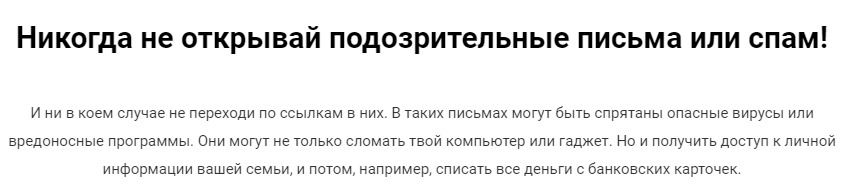 Никогда не открывай подозрительные письма или спам!
И ни в коем случае не переходи по ссылкам в них. В таких письмах могут быть спрятаны опасные вирусы или
вредоносные программы. Они могут не только сломать твой компьютер или гаджет. Но и получить доступ к личной
информации вашей семьи, и потом, например, списать все деньги с банковских карточек.